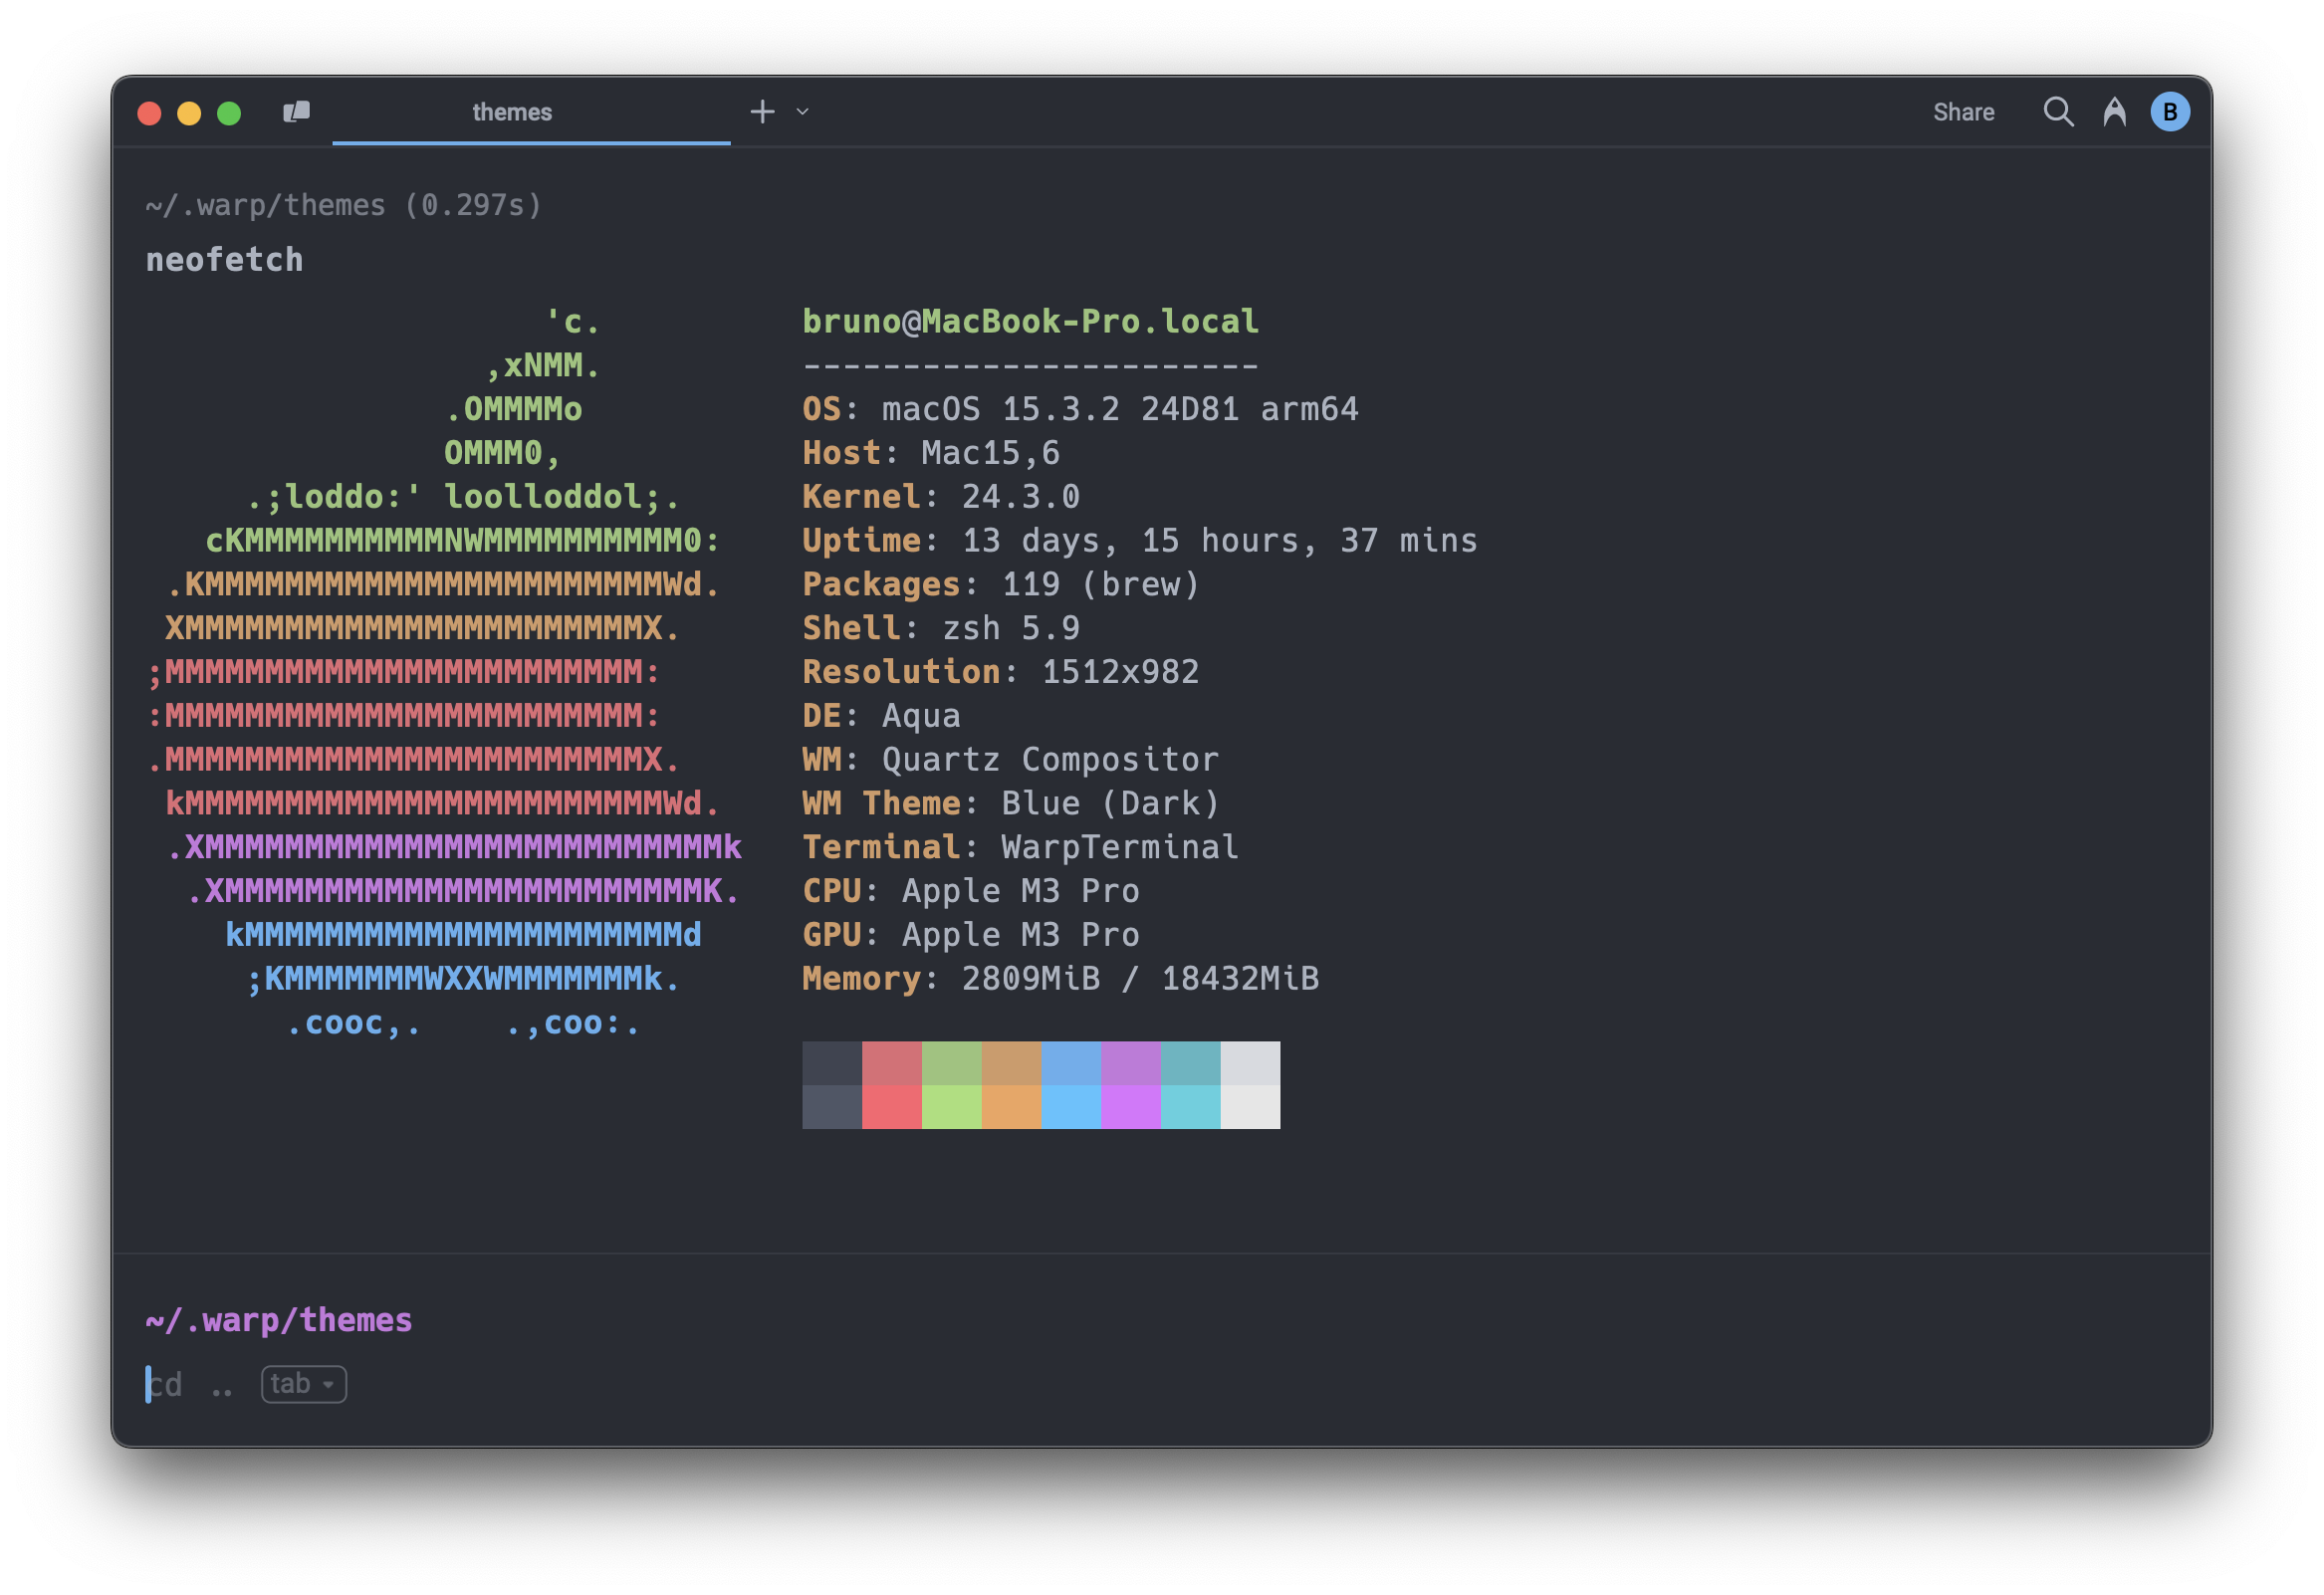 themes
Share
B
~/.warp/themes (0.297s)
neofetch
                    'c.          bruno@MacBook-Pro.local
                 ,xNMM.          -----------------------
               .OMMMMo           OS: macOS 15.3.2 24D81 arm64
               OMMM0,            Host: Mac15,6
     .;loddo:' loolloddol;.      Kernel: 24.3.0
   cKMMMMMMMMMMNWMMMMMMMMMM0:    Uptime: 13 days, 15 hours, 37 mins
 .KMMMMMMMMMMMMMMMMMMMMMMMWd.    Packages: 119 (brew)
 XMMMMMMMMMMMMMMMMMMMMMMMX.      Shell: zsh 5.9
;MMMMMMMMMMMMMMMMMMMMMMMM:       Resolution: 1512x982
:MMMMMMMMMMMMMMMMMMMMMMMM:       DE: Aqua
.MMMMMMMMMMMMMMMMMMMMMMMMX.      WM: Quartz Compositor
 kMMMMMMMMMMMMMMMMMMMMMMMMWd.    WM Theme: Blue (Dark)
 .XMMMMMMMMMMMMMMMMMMMMMMMMMMk   Terminal: WarpTerminal
  .XMMMMMMMMMMMMMMMMMMMMMMMMK.   CPU: Apple M3 Pro
    kMMMMMMMMMMMMMMMMMMMMMMd     GPU: Apple M3 Pro
     ;KMMMMMMMWXXWMMMMMMMk.      Memory: 2809MiB / 18432MiB
       .cooc,.    .,coo:.
~/.warp/themes
cd .. tab